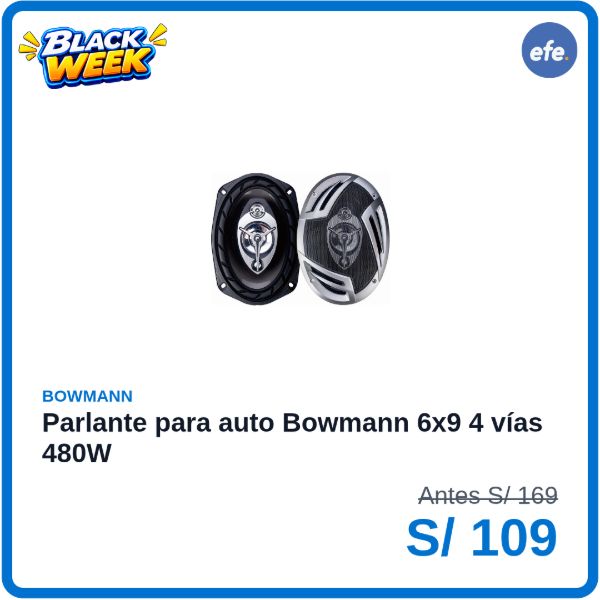 BLACK
WEEK
efe.
BOWMANN
Parlante para auto Bowmann 6x9 4 vías
480W
Antes S/ 169
S/ 109